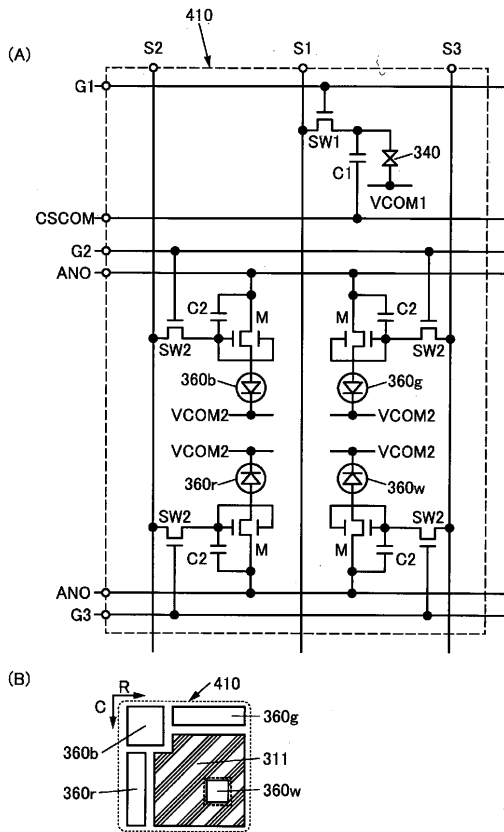 410
(A)
S2 S1 S3
G1
SW1
C1
340
VCOM1
CSCOM
G2
ANO
C2 M M C2
SW2 SW2
360b 360g
VCOM2 VCOM2
VCOM2 VCOM2
360r 360w
SW2 SW2
C2 M M C2
ANO
G3
(B)
R
C
410
360g
360b
311
360r
360w